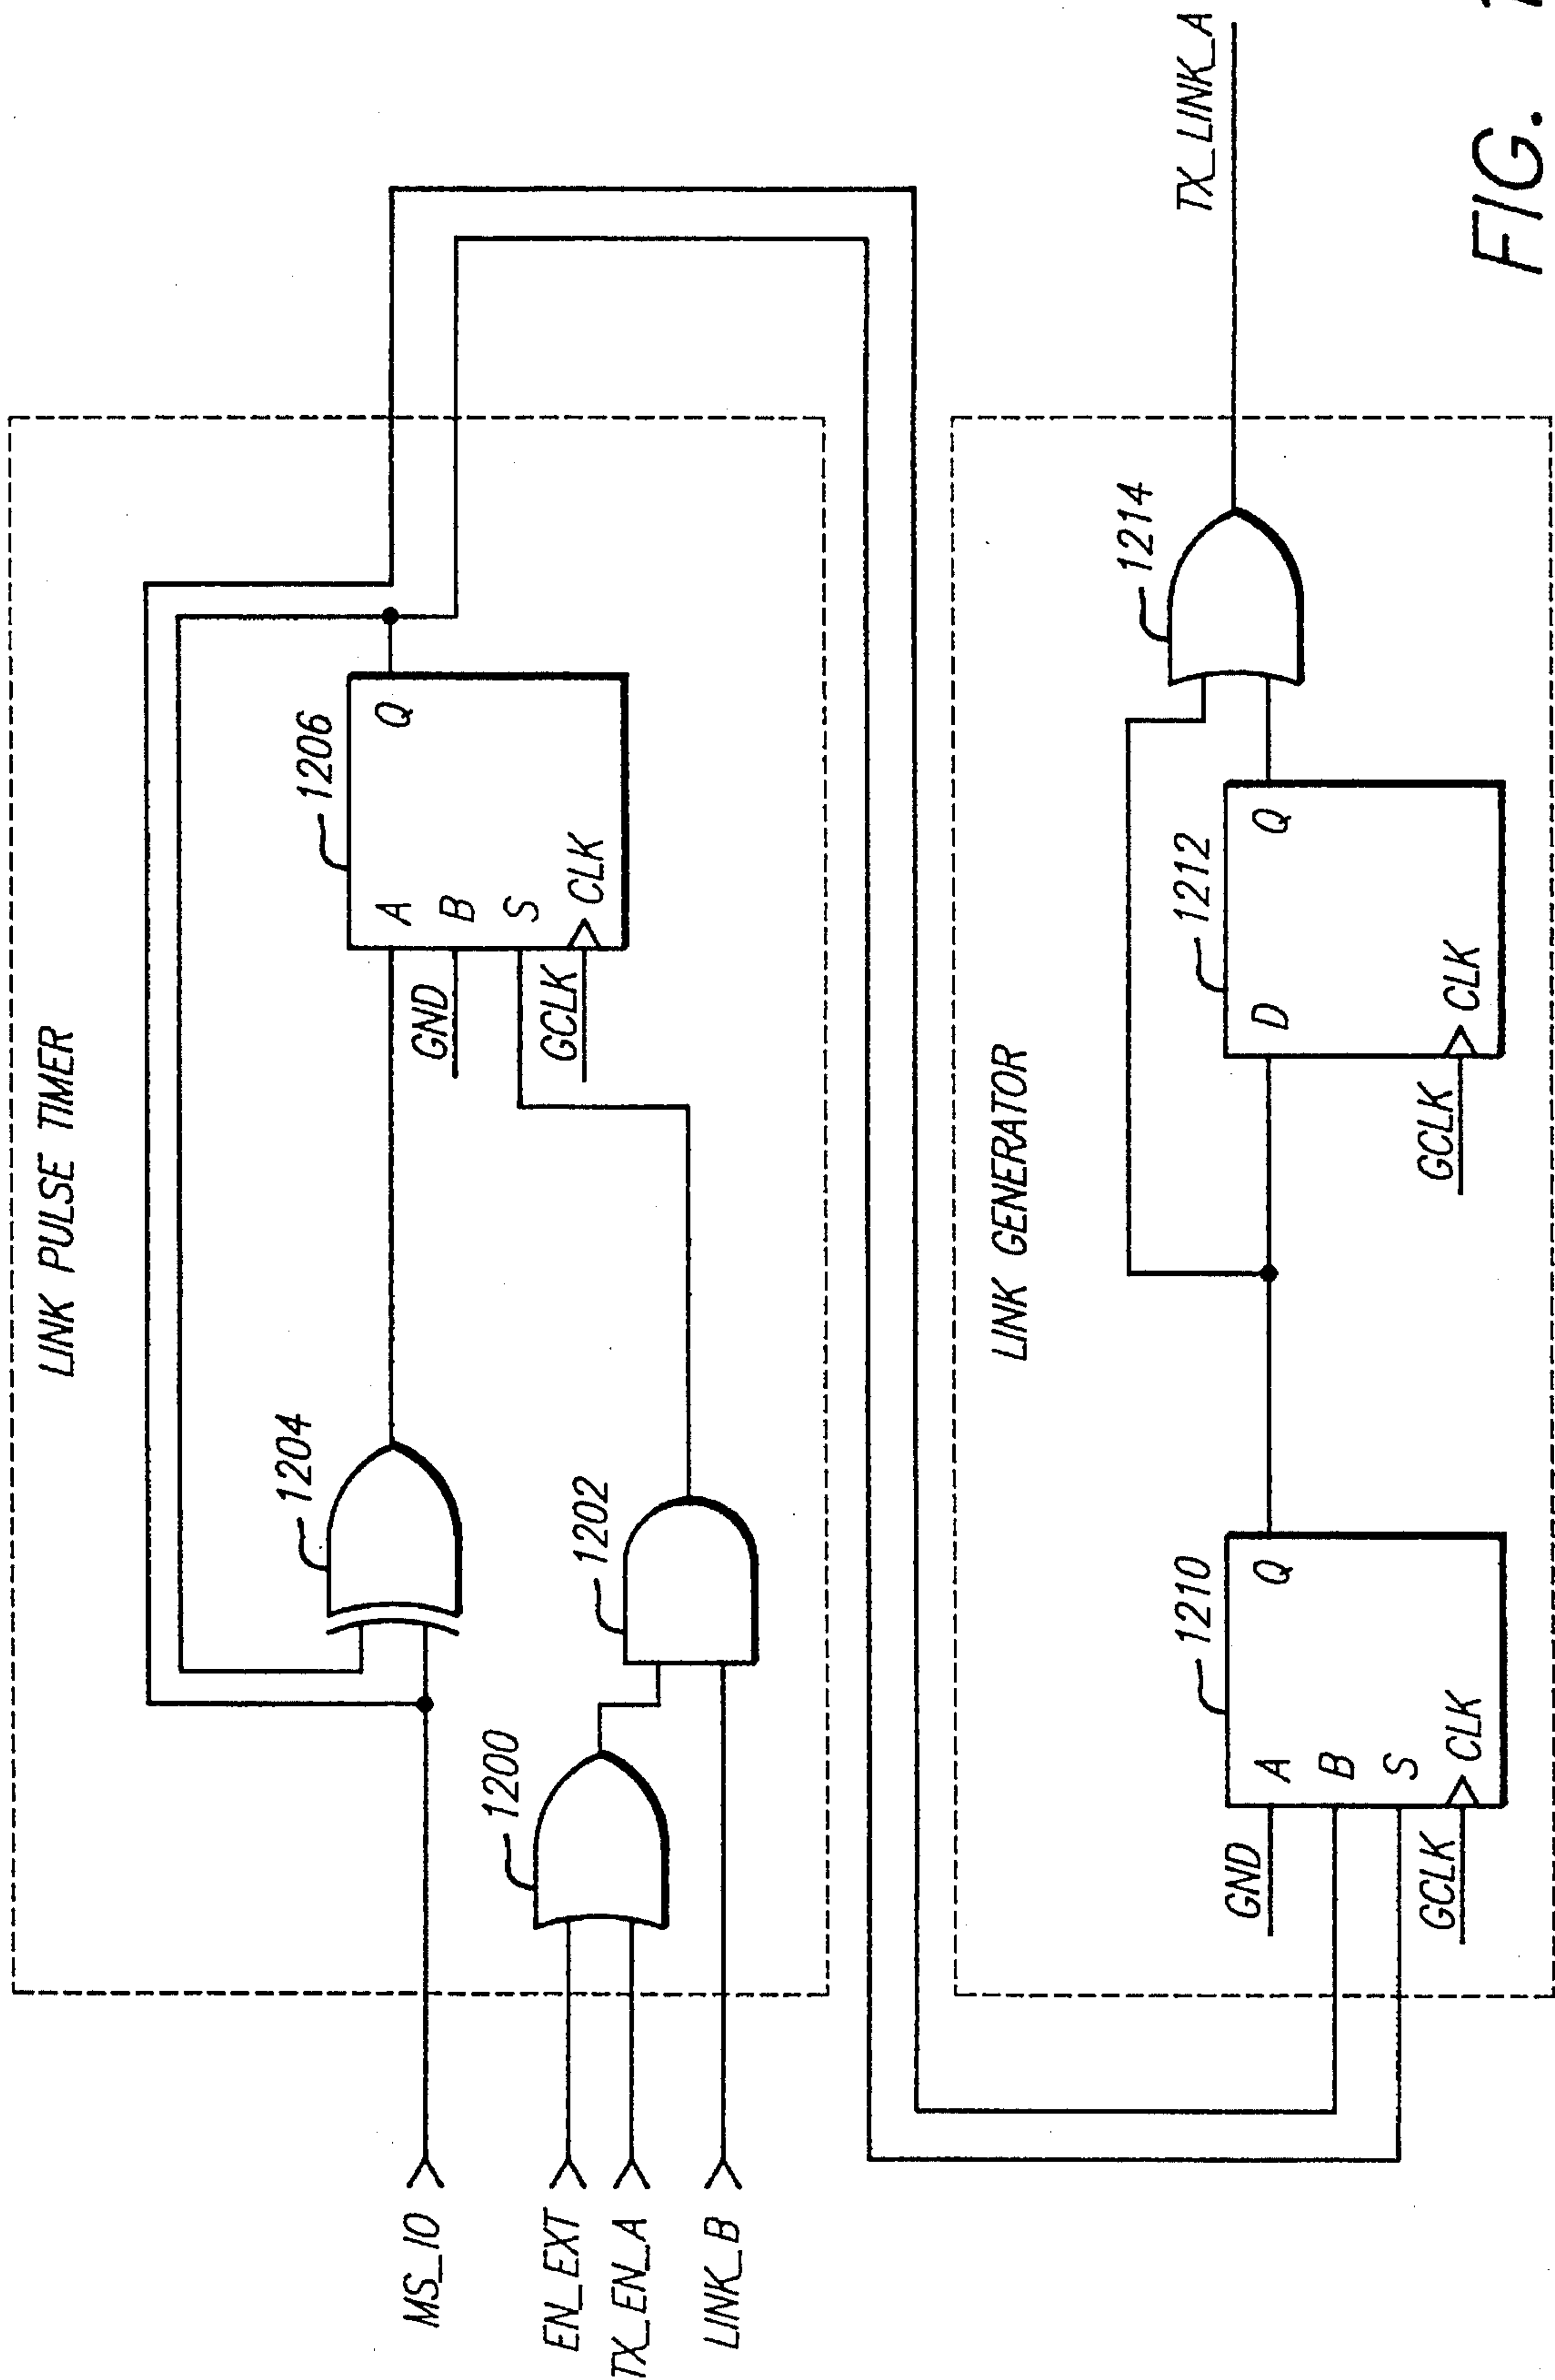 LINK PULSE TIMER
MS_10
EN_EXT
TX_EN_A
LINK_B
1200
1202
1204
1206
A
B
S
CLK
Q
GND
GCLK
LINK GENERATOR
1210
A
B
S
CLK
Q
GND
GCLK
1212
D
CLK
Q
GCLK
1214
TX_LINK_A
FIG.